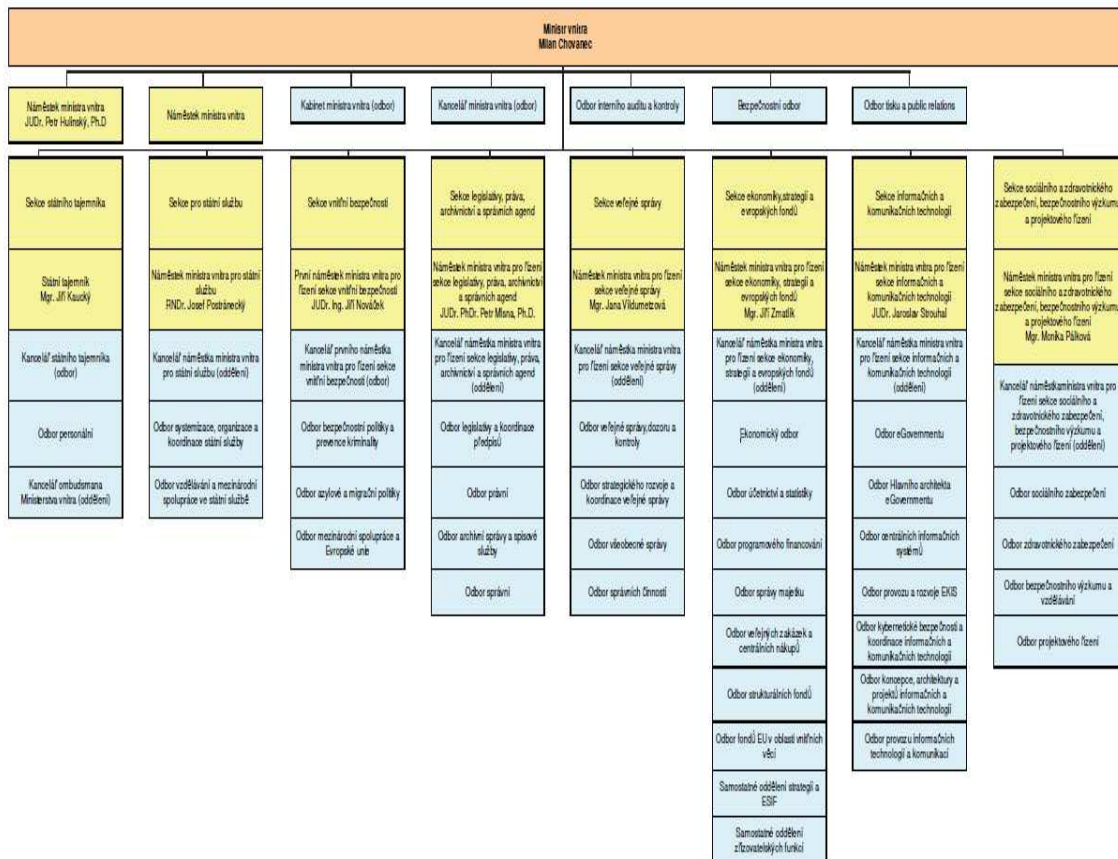 Ministr vnitra
Milan Chovanec
Náměstek ministra vnitra
JUDr. Petr Hulinský, Ph.D
Náměstek ministra vnitra
Kabinet ministra vnitra (odbor)
Kancelář ministra vnitra (odbor)
Odbor interního auditu a kontroly
Bezpečnostní odbor
Odbor tisku a public relations
Sekce státního tajemníka
Státní tajemník
Mgr. Jiří Kaucký
Kancelář státního tajemníka
(odbor)
Odbor personální
Kancelář ombudsmana
Ministerstva vnitra (oddělení)
Sekce pro státní službu
Náměstek ministra vnitra pro státní
službu
RNDr. Josef Postránecký
Kancelář náměstka ministra vnitra
pro státní službu (oddělení)
Odbor systemizace, organizace a
koordinace státní služby
Odbor vzdělávání a mezinárodní
spolupráce ve státní službě
Sekce vnitřní bezpečnosti
První náměstek ministra vnitra pro
řízení sekce vnitřní bezpečnosti
JUDr. Ing. Jiří Nováček
Kancelář prvního náměstka
ministra vnitra pro řízení sekce
vnitřní bezpečnosti (odbor)
Odbor bezpečnostní politiky a
prevence kriminality
Odbor azylové a migrační politiky
Odbor mezinárodní spolupráce a
Evropské unie
Sekce legislativy, práva,
archivnictví a správních agend
Náměstek ministra vnitra pro řízení
sekce legislativy, práva, archivnictví
a správních agend
JUDr. PhDr. Petr Mlsna, Ph.D.
Kancelář náměstka ministra vnitra
pro řízení sekce legislativy, práva,
archivnictví a správních agend
(oddělení)
Odbor legislativy a koordinace
předpisů
Odbor právní
Odbor archivní správy a spisové
služby
Odbor správní
Sekce veřejné správy
Náměstek ministra vnitra pro řízení
sekce veřejné správy
Mgr. Jana Vildumetzová
Kancelář náměstka ministra vnitra
pro řízení sekce veřejné správy
(oddělení)
Odbor veřejné správy,dozoru a
kontroly
Odbor strategického rozvoje a
koordinace veřejné správy
Odbor všeobecné správy
Odbor správních činností
Sekce ekonomiky,strategií a
evropských fondů
Náměstek ministra vnitra pro řízení
sekce ekonomiky, strategií a
evropských fondů
Mgr. Jiří Zmatlík
Kancelář náměstka ministra vnitra
pro řízení sekce ekonomiky,
strategií a evropských fondů
(oddělení)
Ekonomický odbor
Odbor účetnictví a statistiky
Odbor programového financování
Odbor správy majetku
Odbor veřejných zakázek a
centrálních nákupů
Odbor strukturálních fondů
Odbor fondů EU v oblasti vnitřních
věcí
Samostatné oddělení strategií a
ESIF
Samostatné oddělení
zřizovatelských funkcí
Sekce informačních a
komunikačních technologií
Náměstek ministra vnitra pro řízení
sekce informačních a
komunikačních technologií
JUDr. Jaroslav Strouhal
Kancelář náměstka ministra vnitra
pro řízení sekce informačních a
komunikačních technologií
(oddělení)
Odbor eGovernmentu
Odbor Hlavního architekta
eGovernmentu
Odbor centrálních informačních
systémů
Odbor provozu a rozvoje EKIS
Odbor kybernetické bezpečnosti a
koordinace informačních a
komunikačních technologií
Odbor koncepce, architektury a
projektů informačních a
komunikačních technologií
Odbor provozu informačních
technologií a komunikací
Sekce sociálního a zdravotnického
zabezpečení, bezpečnostního výzkumu
a projektového řízení
Náměstek ministra vnitra pro řízení
sekce sociálního a zdravotnického
zabezpečení, bezpečnostního výzkumu
a projektového řízení
Mgr. Monika Pálková
Kancelář náměstkaministra vnitra pro
řízení sekce sociálního a
zdravotnického zabezpečení,
bezpečnostního výzkumu a
projektového řízení (oddělení)
Odbor sociálního zabezpečení
Odbor zdravotnického zabezpečení
Odbor bezpečnostního výzkumu a
vzdělávání
Odbor projektového řízení